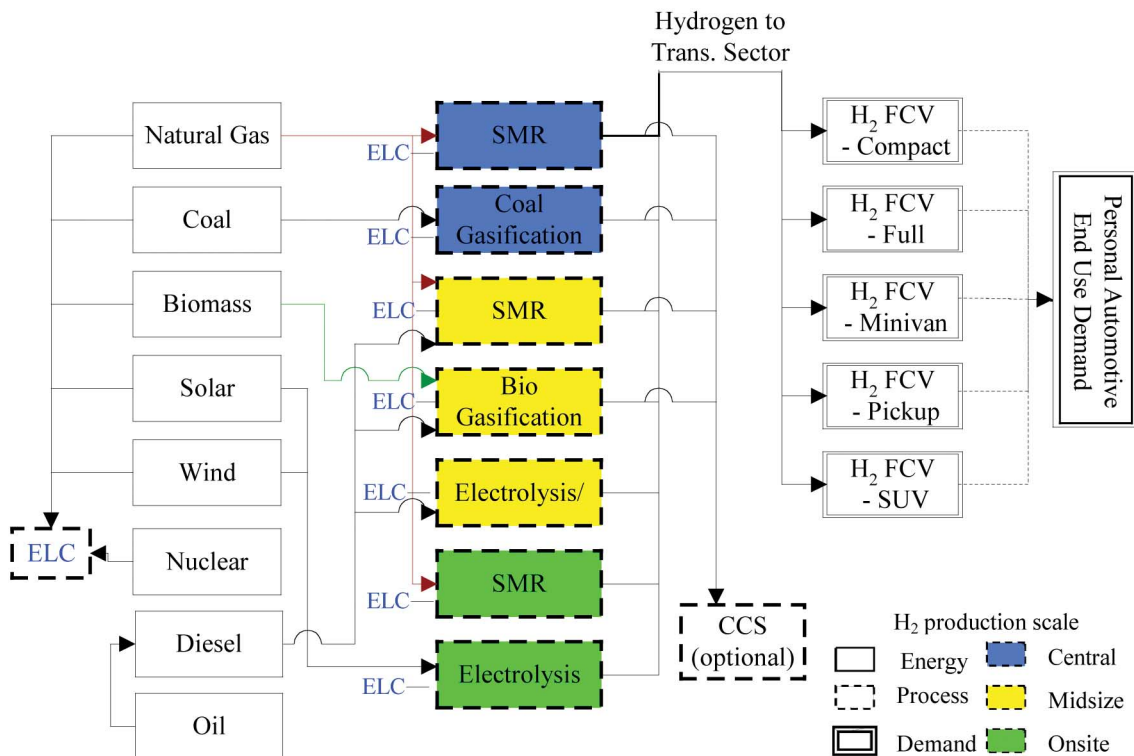 Hydrogen to
Trans. Sector
Natural Gas
Coal
Biomass
Solar
Wind
ELC
Nuclear
Diesel
Oil
SMR
ELC
Coal
Gasification
ELC
SMR
ELC
Bio
Gasification
ELC
Electrolysis/
ELC
SMR
ELC
Electrolysis
ELC
CCS
(optional)
H₂ FCV
- Compact
H₂ FCV
- Full
H₂ FCV
- Minivan
H₂ FCV
- Pickup
H₂ FCV
- SUV
Personal Automotive
End Use Demand
H₂ production scale
Energy
Central
Process
Midsize
Demand
Onsite